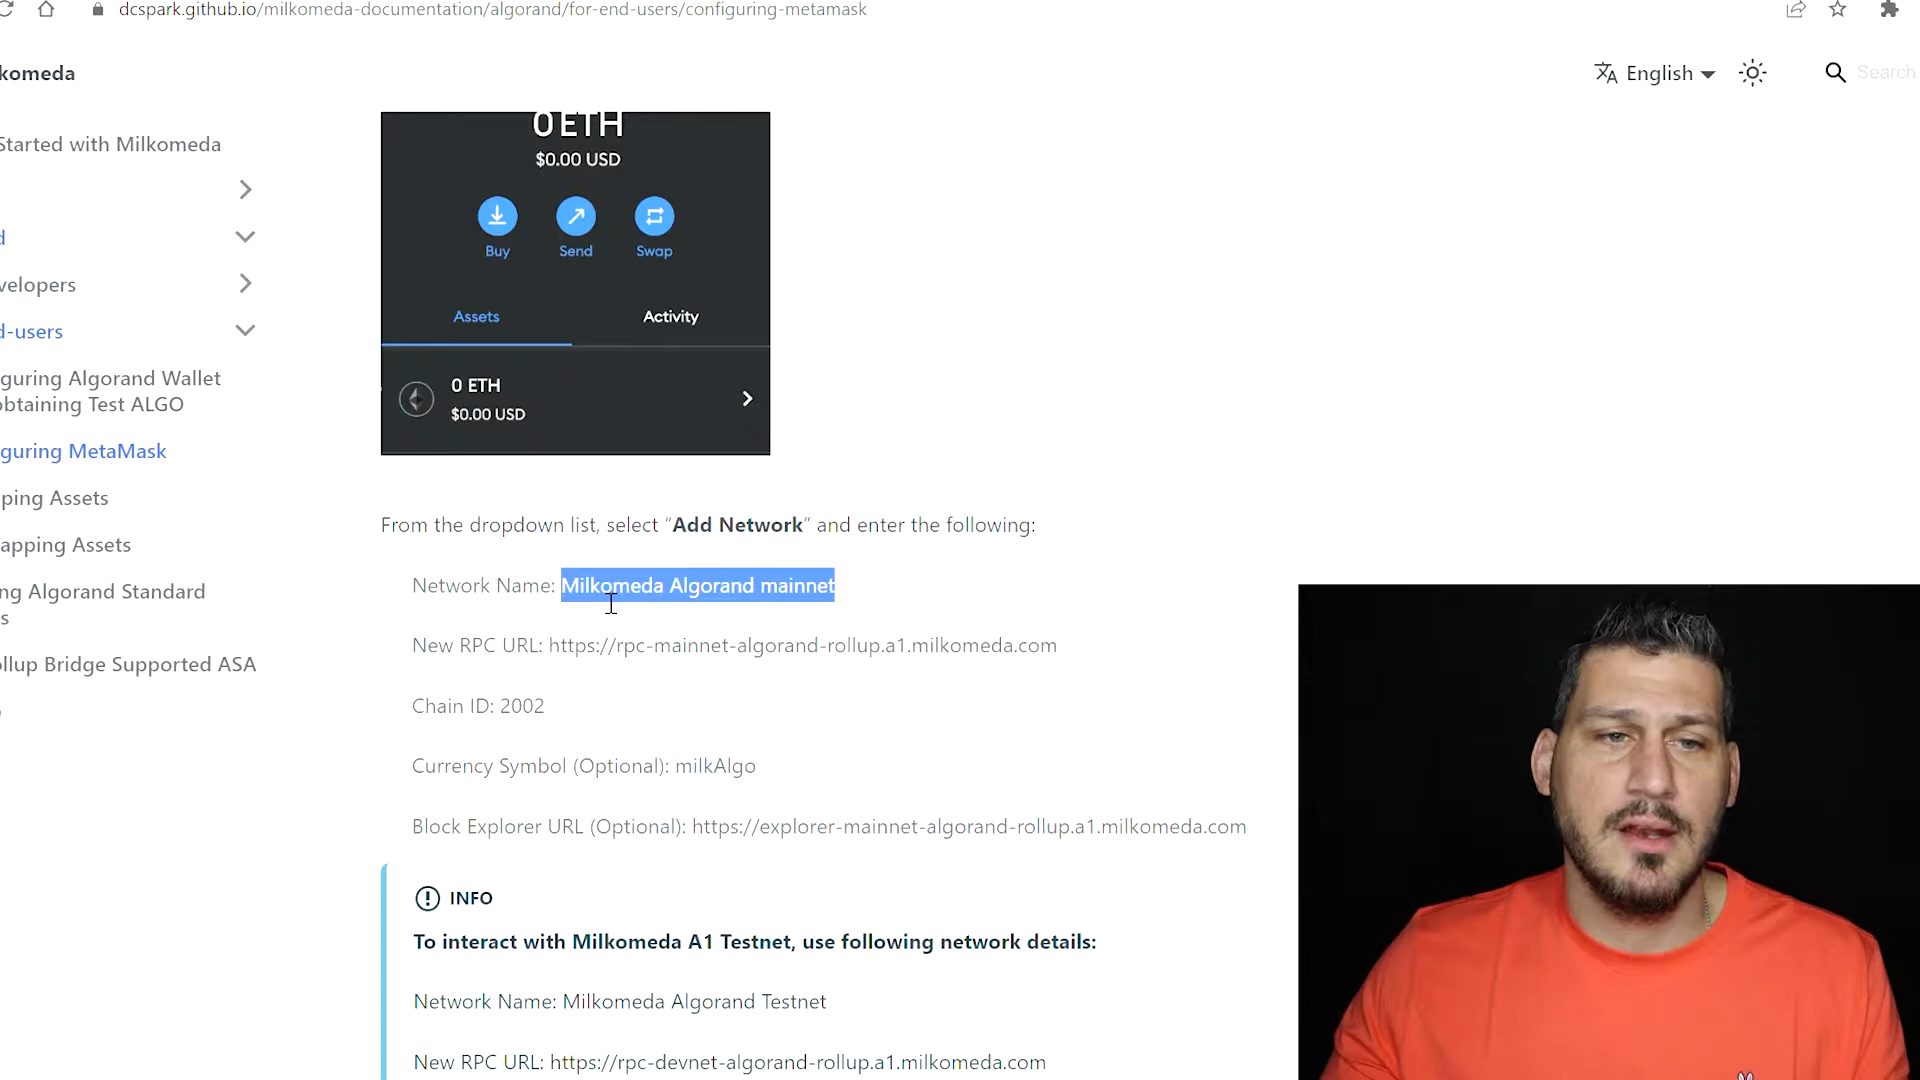 dcspark.github.io/milkomeda-documentation/algorand/for-end-users/configuring-metamask
komeda
English
Search
Started with Milkomeda
d
velopers
d-users
guring Algorand Wallet
obtaining Test ALGO
guring MetaMask
ping Assets
apping Assets
ng Algorand Standard
s
ollup Bridge Supported ASA
0 ETH
$0.00 USD
Buy
Send
Swap
Assets
Activity
0 ETH
$0.00 USD
From the dropdown list, select “Add Network” and enter the following:
Network Name: Milkomeda Algorand mainnet
New RPC URL: https://rpc-mainnet-algorand-rollup.a1.milkomeda.com
Chain ID: 2002
Currency Symbol (Optional): milkAlgo
Block Explorer URL (Optional): https://explorer-mainnet-algorand-rollup.a1.milkomeda.com
INFO
To interact with Milkomeda A1 Testnet, use following network details:
Network Name: Milkomeda Algorand Testnet
New RPC URL: https://rpc-devnet-algorand-rollup.a1.milkomeda.com